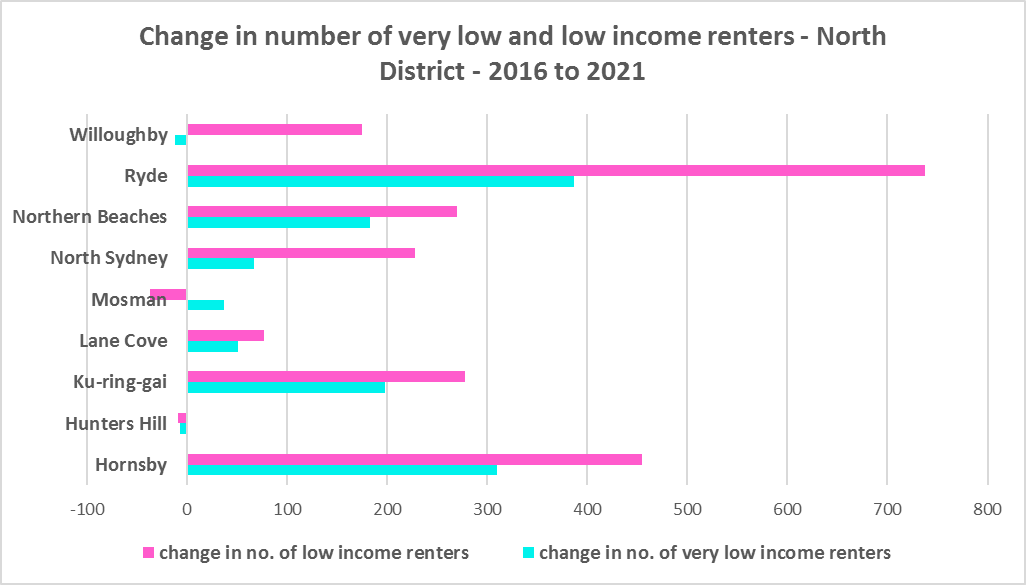 Change in number of very low and low income renters - North
District - 2016 to 2021
Willoughby
Ryde
Northern Beaches
North Sydney
Mosman
Lane Cove
Ku-ring-gai
Hunters Hill
Hornsby
-100 0 100 200 300 400 500 600 700 800
change in no. of low income renters change in no. of very low income renters